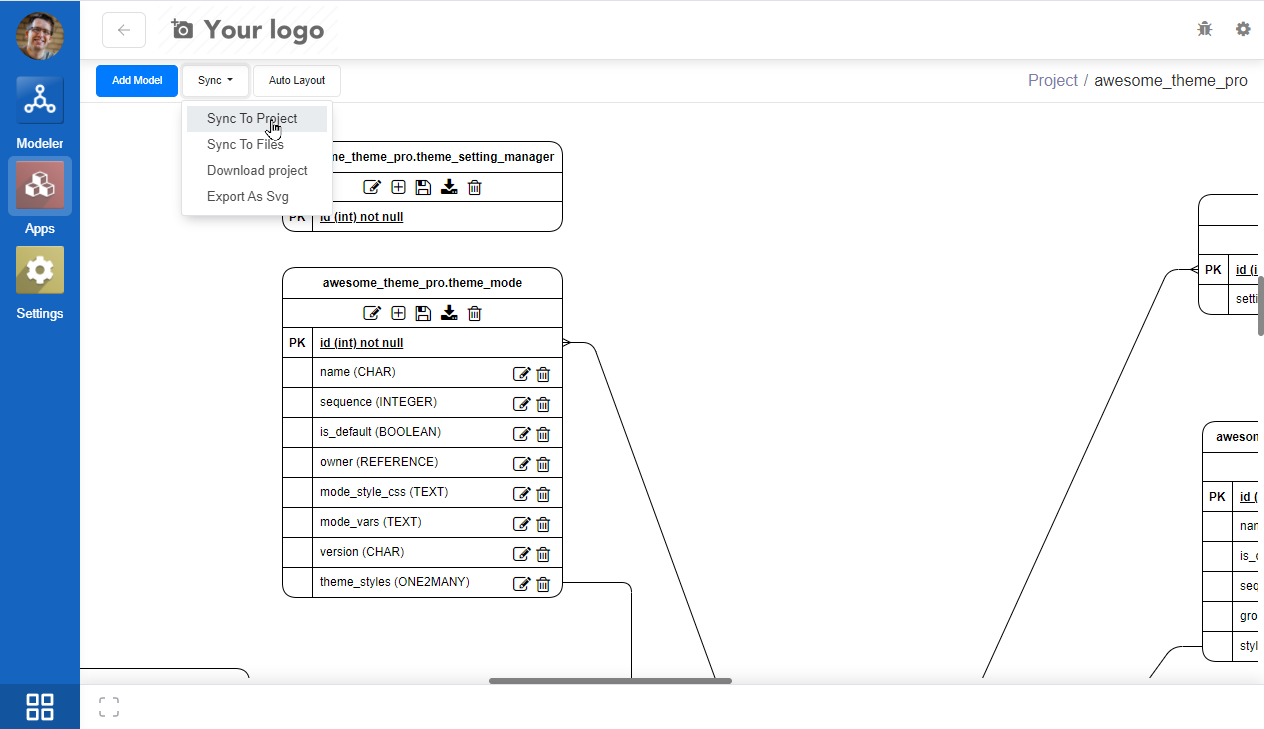 Your logo
Add Model
Sync
Auto Layout
Project / awesome_theme_pro
Sync To Project
Sync To Files
Download project
Export As Svg
Modeler
Apps
Settings
me_theme_pro.theme_setting_manager
PK id (int) not null
awesome_theme_pro.theme_mode
PK id (int) not null
name (CHAR)
sequence (INTEGER)
is_default (BOOLEAN)
owner (REFERENCE)
mode_style_css (TEXT)
mode_vars (TEXT)
version (CHAR)
theme_styles (ONE2MANY)
PK id (i
setti
aweson
PK id (
nar
is_
seq
gro
styl